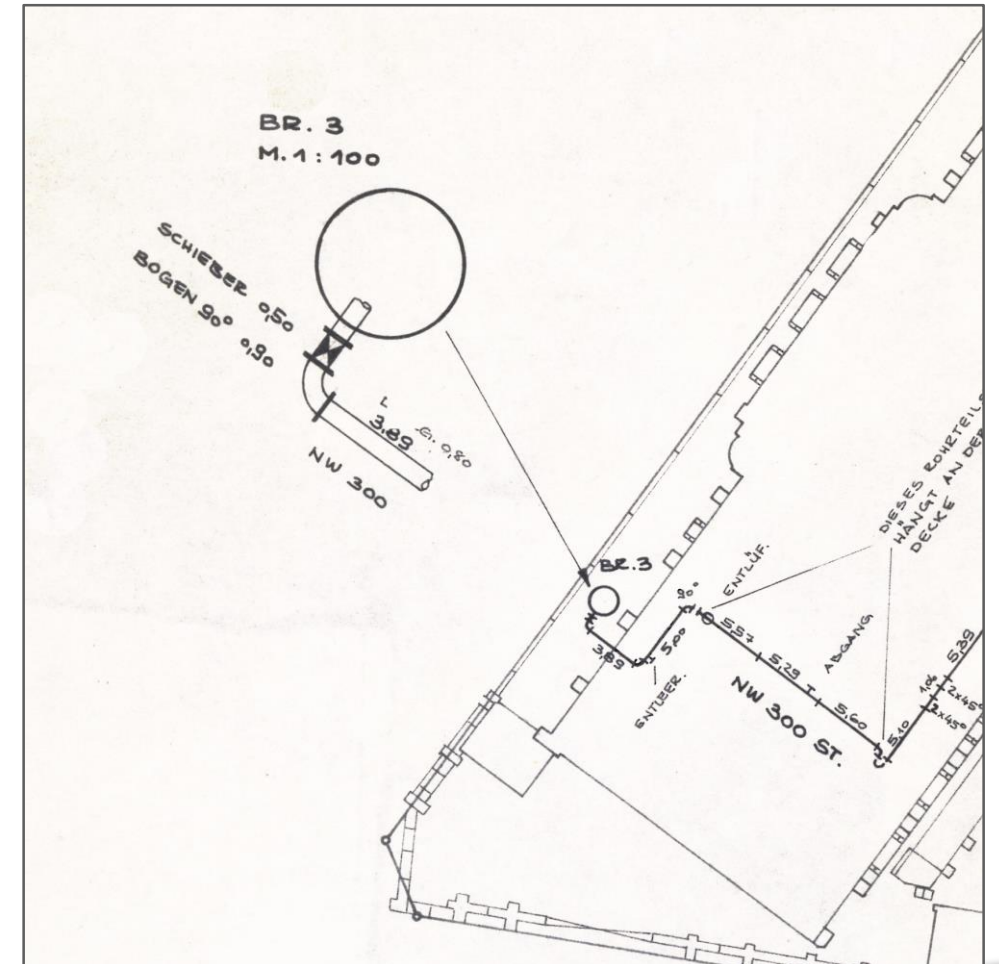 BR. 3
M. 1 : 100
SCHIEBER 0,50
BOGEN 90° 0,90
L
3,89
0,80
NW 300
DIESES ROHRTEIL
HÄNGT AN DER
DECKE
BR. 3
90°
ENTLÜF.
3,89
5,00
ENTLEER.
5,57
5,29
ABGANG
5,60
NW 300 ST.
5,10
1,06
2x45°
2x45°
5,39